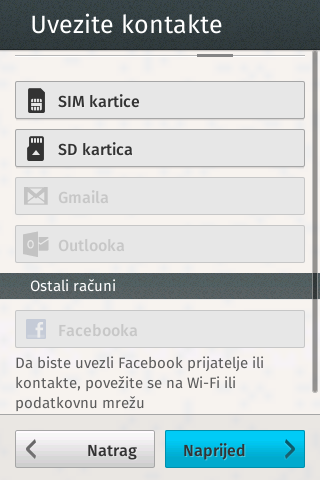 Uvezite kontakte
SIM kartice
SD kartica
Gmaila
Outlooka
Ostali računi
Facebooka
Da biste uvezli Facebook prijatelje ili
kontakte, povežite se na Wi-Fi ili
podatkovnu mrežu
Natrag
Naprijed